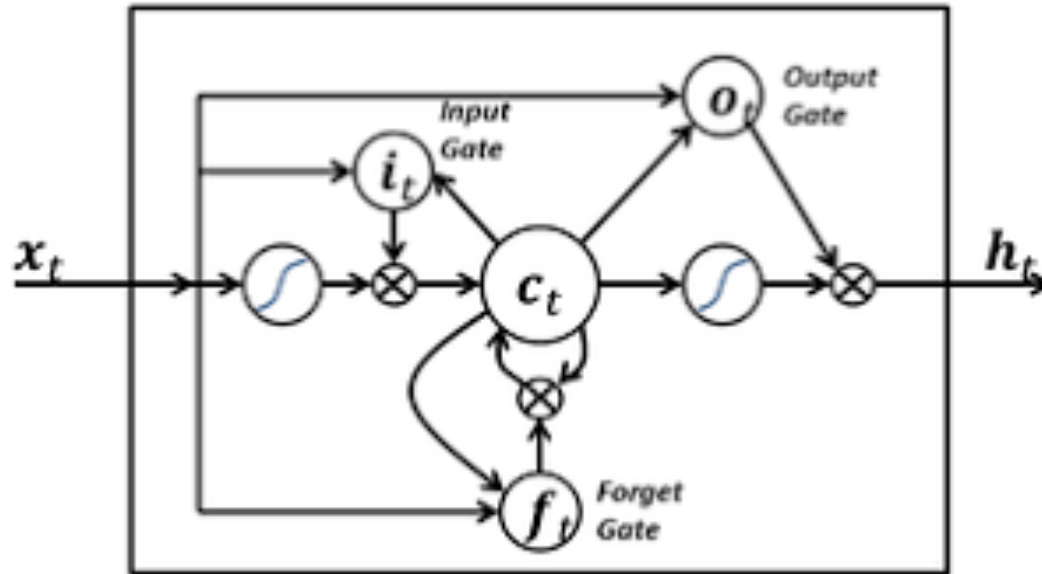 Output
Gate
o_t
Input
Gate
i_t
x_t
c_t
h_t
Forget
Gate
f_t